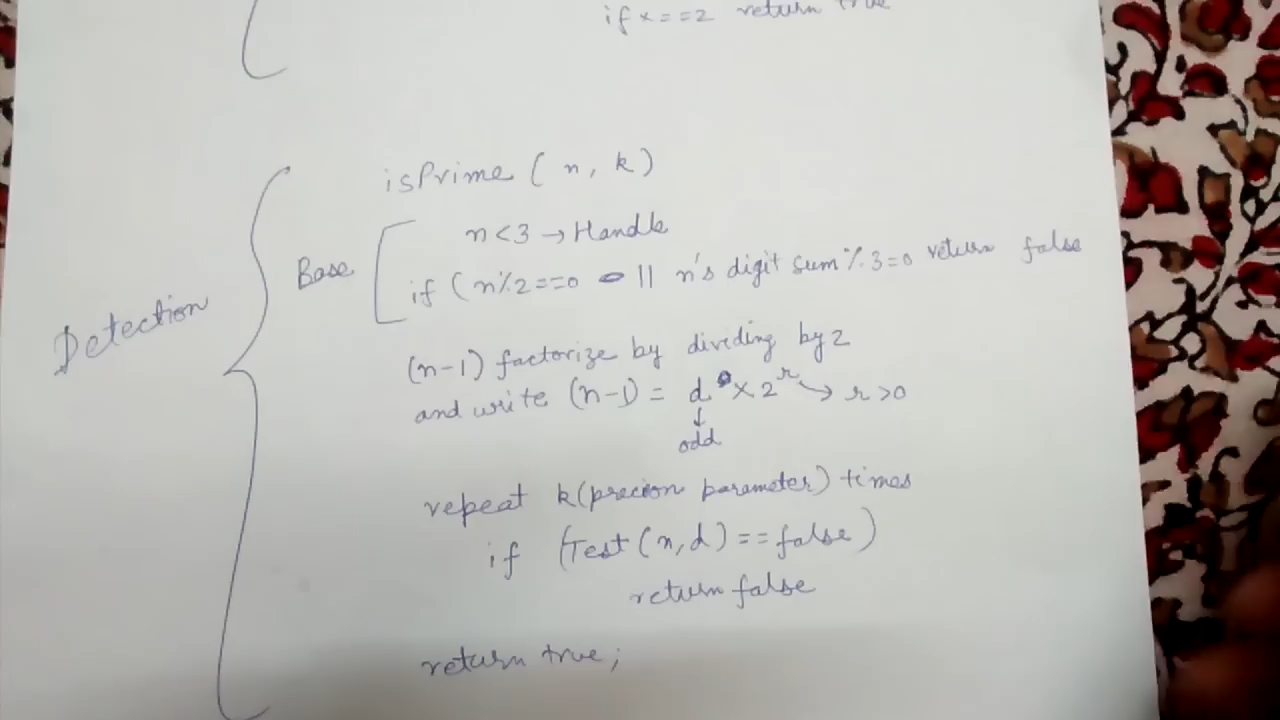 if x==2 return true
isPrime (n, k)
n<3 → Handle
Base
if (n%2==0 || n's digit sum % 3=0 return false
Detection
(n-1) factorize by dividing by 2
and write (n-1) = d × 2^r → r>0
↓
odd
repeat k(precion parameter) times
if (Test(n,d)==false)
return false
return true;